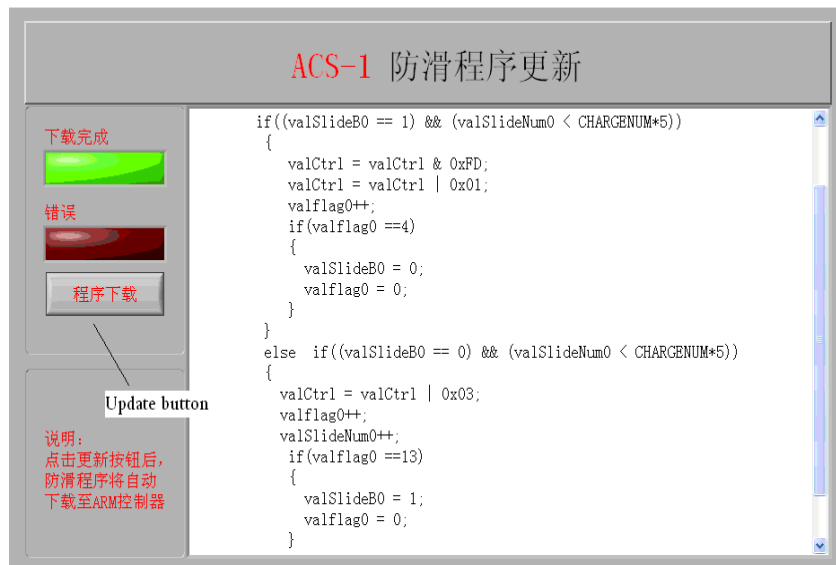 ACS-1 防滑程序更新
下载完成
错误
程序下载
Update button
说明:
点击更新按钮后,
防滑程序将自动
下载至ARM控制器
if((valSlideB0 == 1) && (valSlideNum0 < CHARGENUM*5))
{
valCtrl = valCtrl & 0xFD;
valCtrl = valCtrl | 0x01;
valflag0++;
if(valflag0 ==4)
{
valSlideB0 = 0;
valflag0 = 0;
}
}
else if((valSlideB0 == 0) && (valSlideNum0 < CHARGENUM*5))
{
valCtrl = valCtrl | 0x03;
valflag0++;
valSlideNum0++;
if(valflag0 ==13)
{
valSlideB0 = 1;
valflag0 = 0;
}